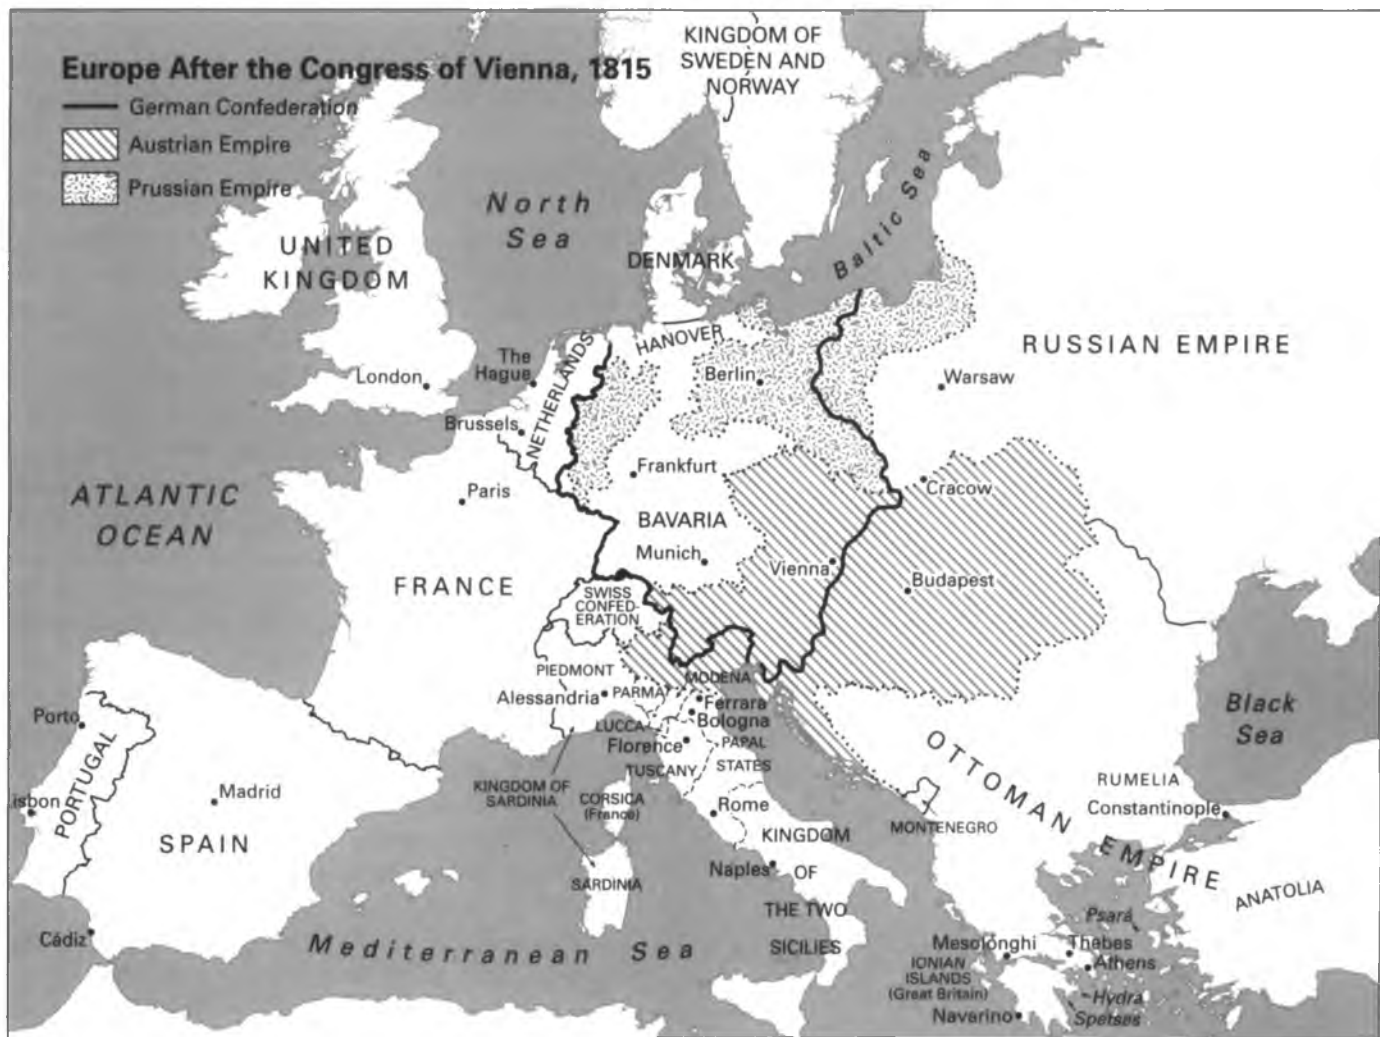 Europe After the Congress of Vienna, 1815
German Confederation
Austrian Empire
Prussian Empire
KINGDOM OF
SWEDEN AND
NORWAY
North
Sea
Baltic Sea
UNITED
KINGDOM
DENMARK
HANOVER
RUSSIAN EMPIRE
The
Hague
NETHERLANDS
London
Berlin
Warsaw
Brussels
Frankfurt
Cracow
ATLANTIC
OCEAN
Paris
BAVARIA
Munich
Vienna
Budapest
FRANCE
SWISS
CONFED-
ERATION
PIEDMONT
MODENA
Alessandria
PARMA
Ferrara
Bologna
LUCCA
Florence
PAPAL
STATES
TUSCANY
Black
Sea
Porto
PORTUGAL
isbon
Madrid
SPAIN
KINGDOM OF
SARDINIA
CORSICA
(France)
Rome
KINGDOM
OF
THE TWO
SICILIES
Naples
SARDINIA
MONTENEGRO
OTTOMAN EMPIRE
RUMELIA
Constantinople
ANATOLIA
Cádiz
Mediterranean Sea
Psará
Mesolónghi
Thebes
Athens
IONIAN
ISLANDS
(Great Britain)
Hydra
Spetses
Navarino